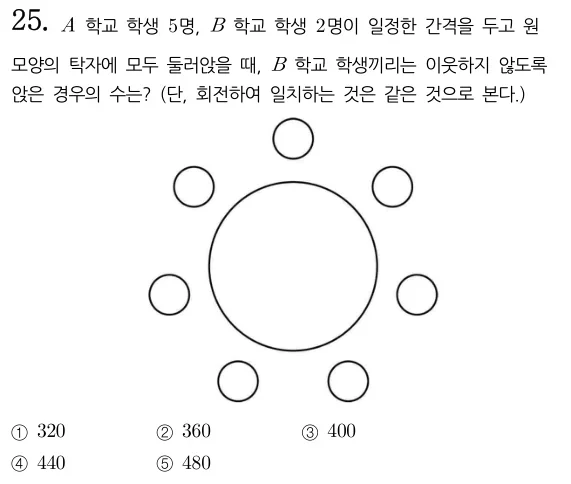 25. A 학교 학생 5명, B 학교 학생 2명이 일정한 간격을 두고 원
모양의 탁자에 모두 둘러앉을 때, B 학교 학생끼리는 이웃하지 않도록
앉은 경우의 수는? (단, 회전하여 일치하는 것은 같은 것으로 본다.)
① 320 ② 360 ③ 400
④ 440 ⑤ 480